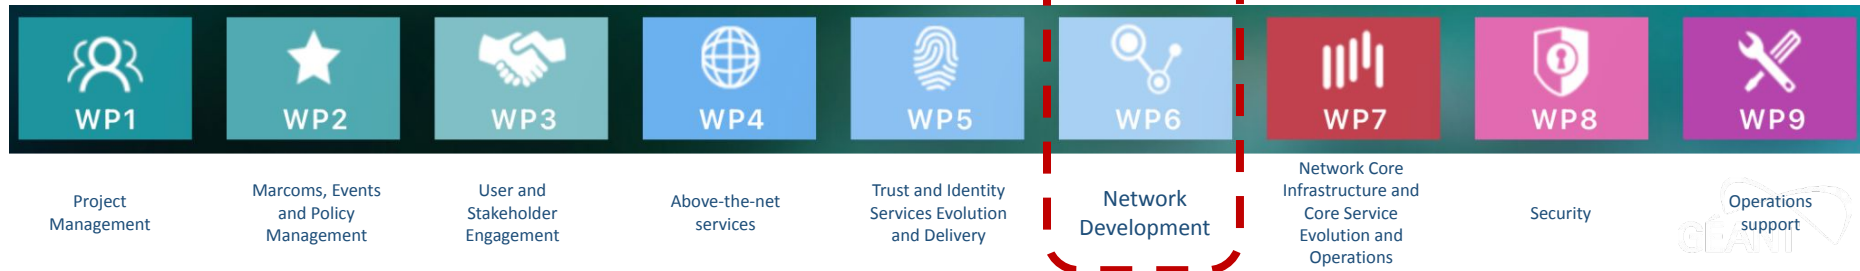 WP1
WP2
WP3
WP4
WP5
WP6
WP7
WP8
WP9
Project
Management
Marcoms, Events
and Policy
Management
User and
Stakeholder
Engagement
Above-the-net
services
Trust and Identity
Services Evolution
and Delivery
Network
Development
Network Core
Infrastructure and
Core Service
Evolution and
Operations
Security
Operations
support
GÉANT